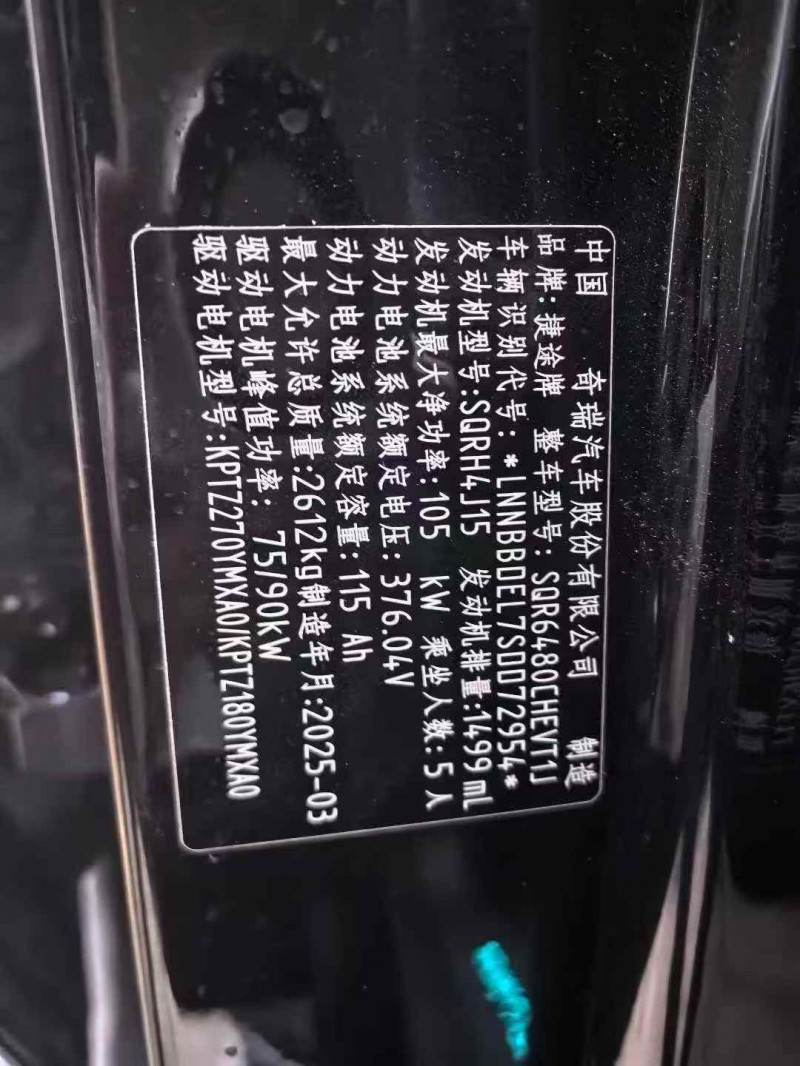 中国 奇瑞汽车股份有限公司 制造
品牌:捷途牌 整车型号: SQR6480CHEVT1J
车辆识别代号: *LNNBBDEL7SDD72954*
发动机型号:SQRH4J15 发动机排量:1499mL
发动机最大净功率:105 kW 乘坐人数:5人
动力电池系统额定电压: 376.04V
动力电池系统额定容量: 115 Ah
最大允许总质量:2612kg制造年月:2025-03
驱动电机峰值功率: 75/90kW
驱动电机型号:KPTZ270YMXA0/KPTZ180YMXA0